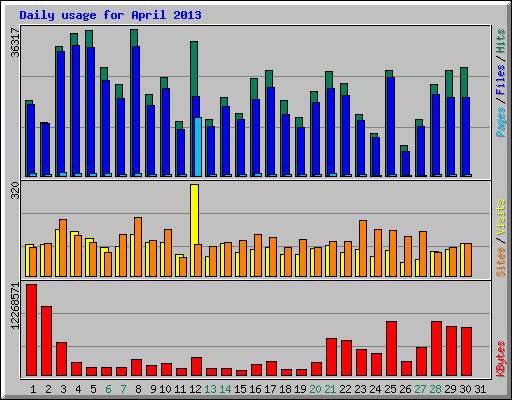 Daily usage for April 2013
36317
Pages / Files / Hits
320
Sites / Visits
12268571
KBytes
1 2 3 4 5 6 7 8 9 10 11 12 13 14 15 16 17 18 19 20 21 22 23 24 25 26 27 28 29 30 31